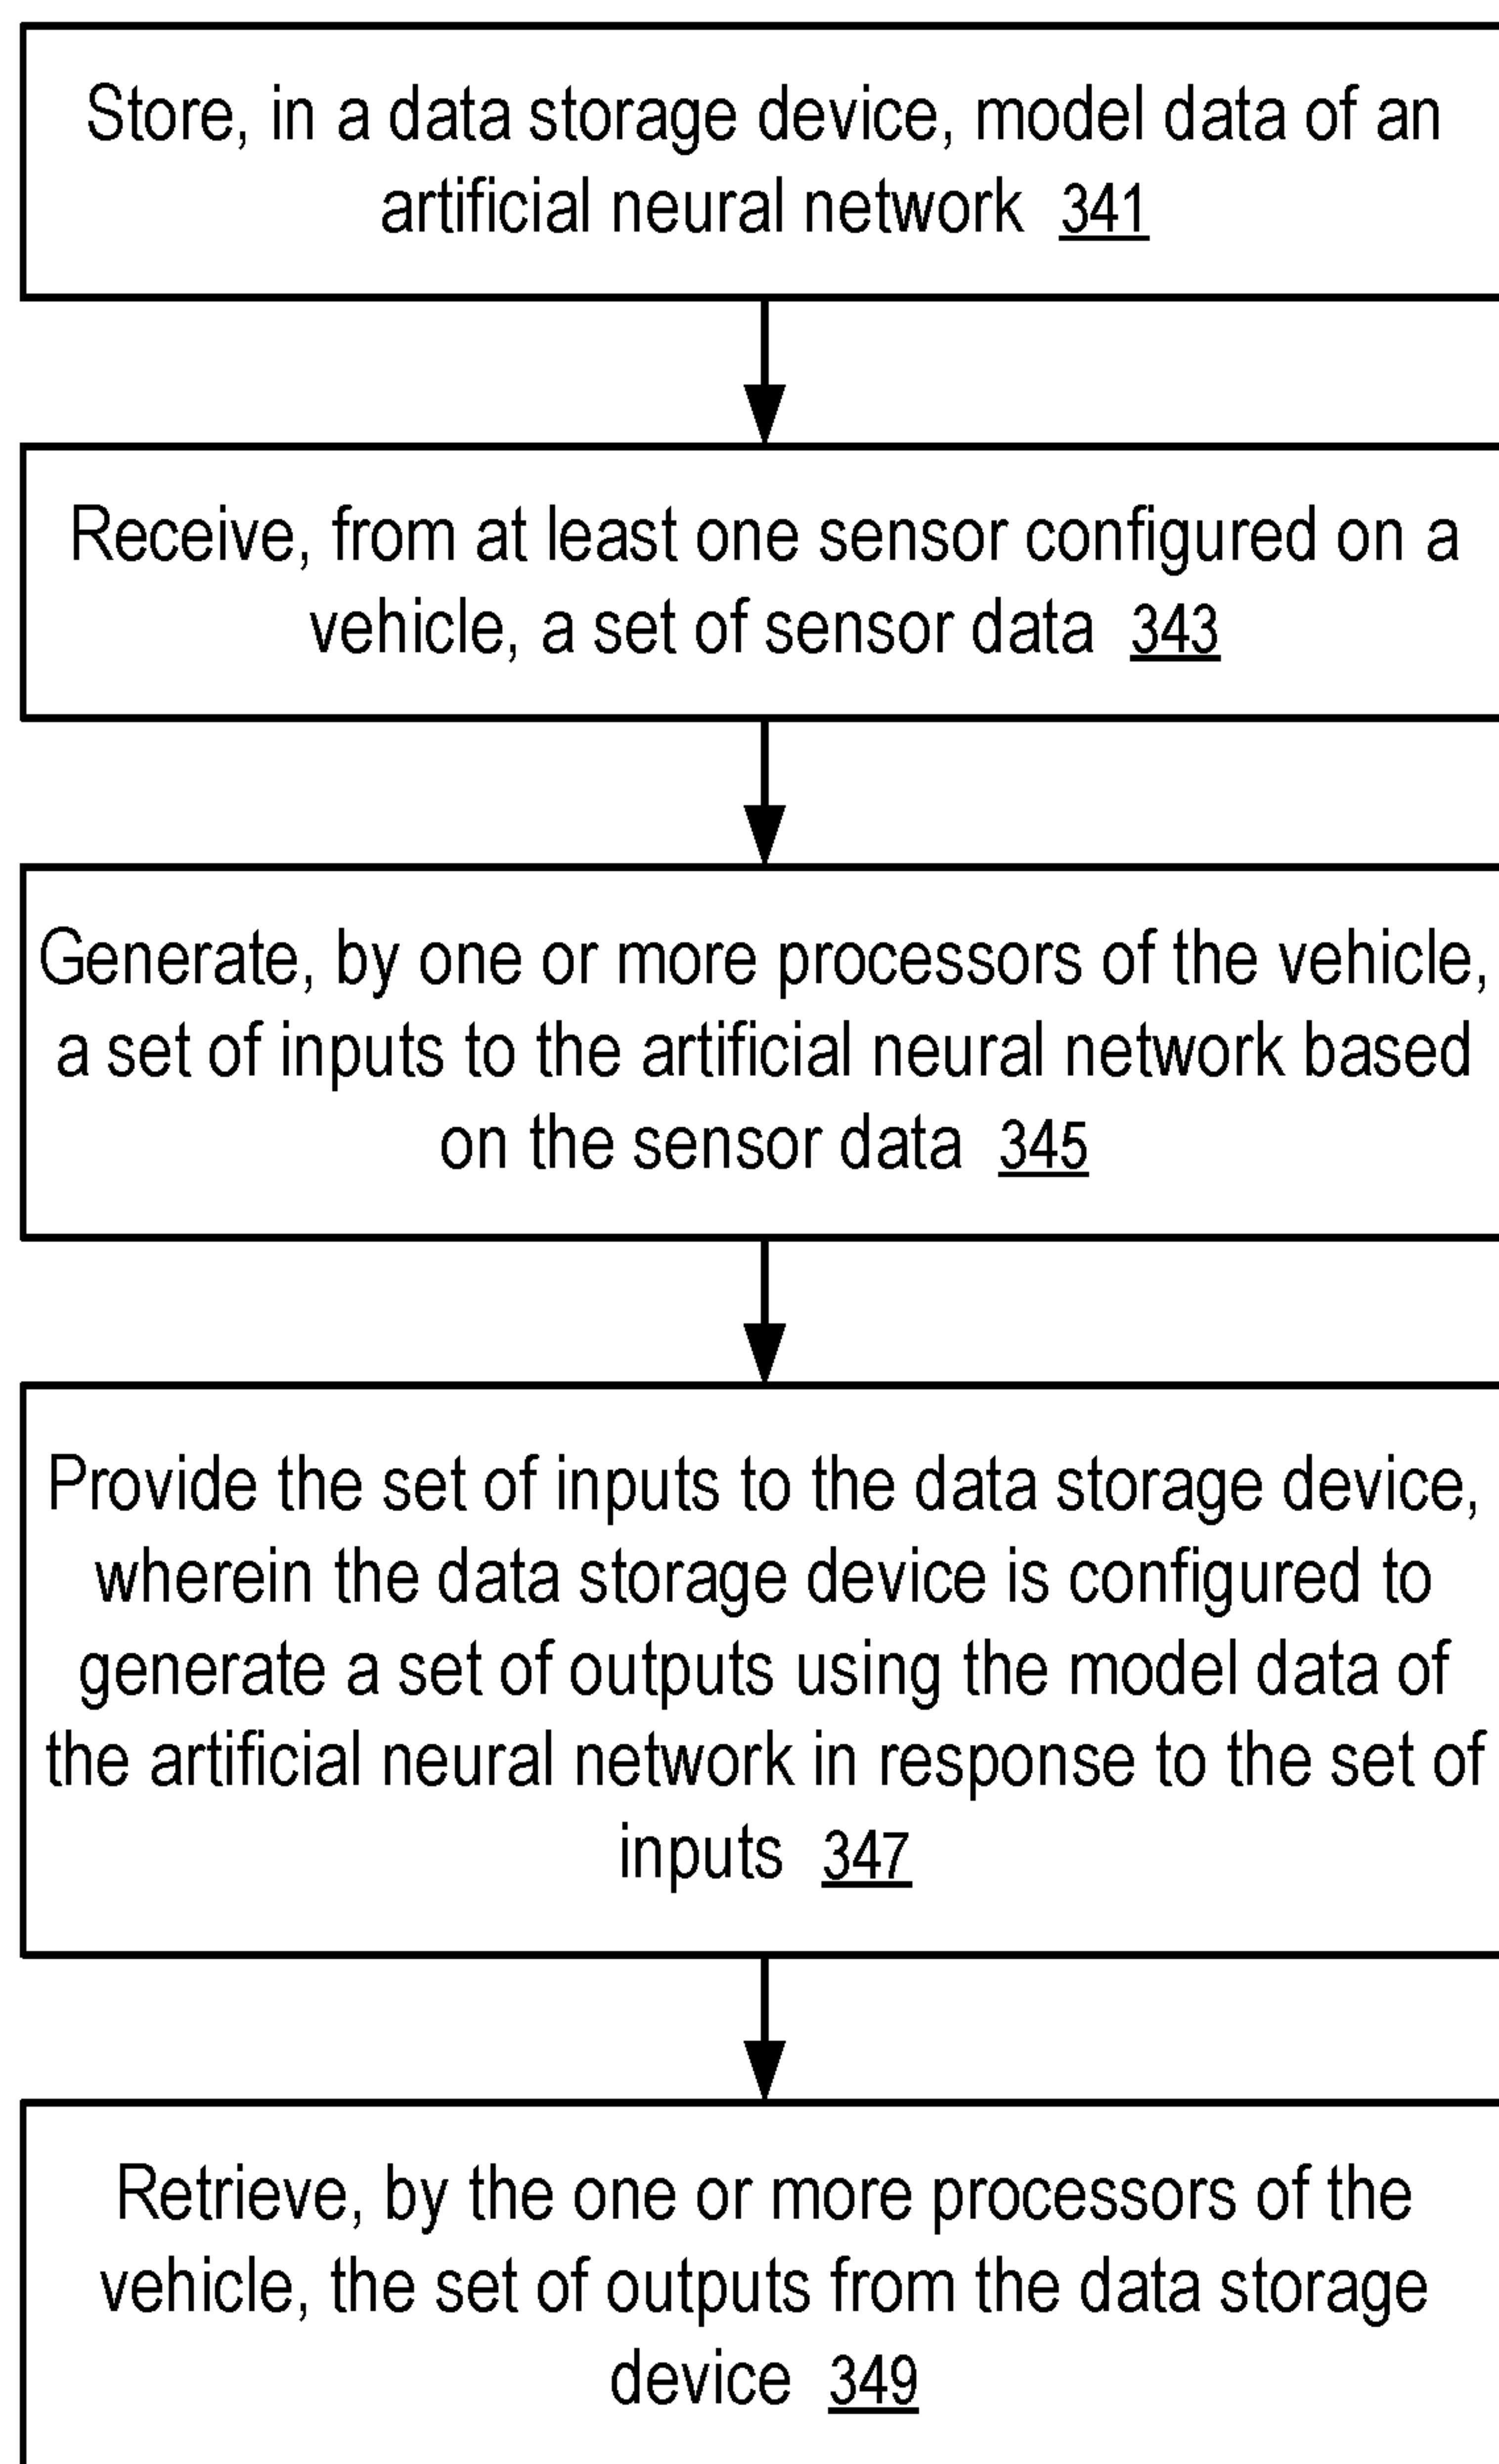 Store, in a data storage device, model data of an
artificial neural network 341
Receive, from at least one sensor configured on a
vehicle, a set of sensor data 343
Generate, by one or more processors of the vehicle,
a set of inputs to the artificial neural network based
on the sensor data 345
Provide the set of inputs to the data storage device,
wherein the data storage device is configured to
generate a set of outputs using the model data of
the artificial neural network in response to the set of
inputs 347
Retrieve, by the one or more processors of the
vehicle, the set of outputs from the data storage
device 349